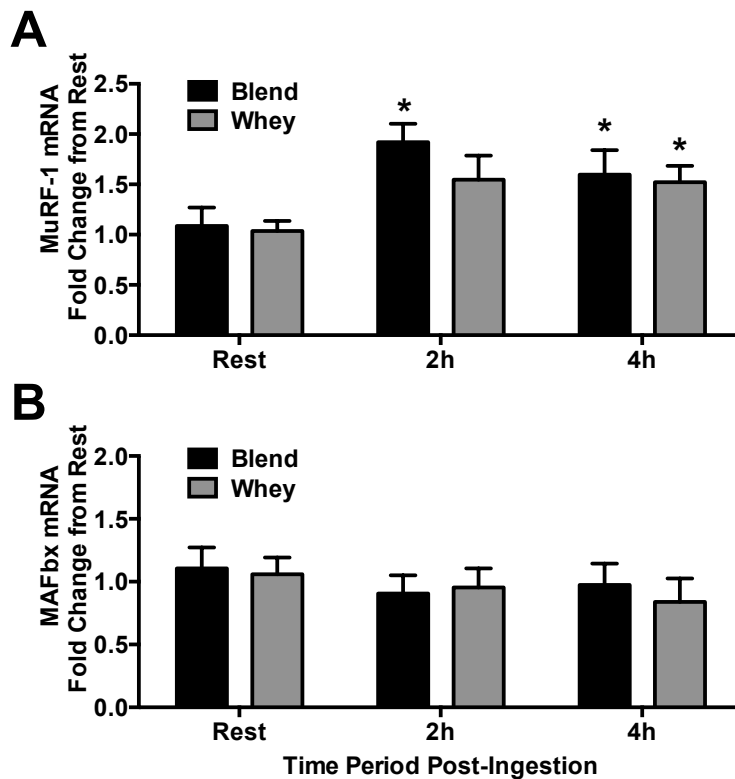 A
MuRF-1 mRNA
Fold Change from Rest
2.5
2.0
1.5
1.0
0.5
0.0
Blend
Whey
*
*
*
Rest 2h 4h
B
MAFbx mRNA
Fold Change from Rest
2.0
1.5
1.0
0.5
0.0
Blend
Whey
Rest 2h 4h
Time Period Post-Ingestion